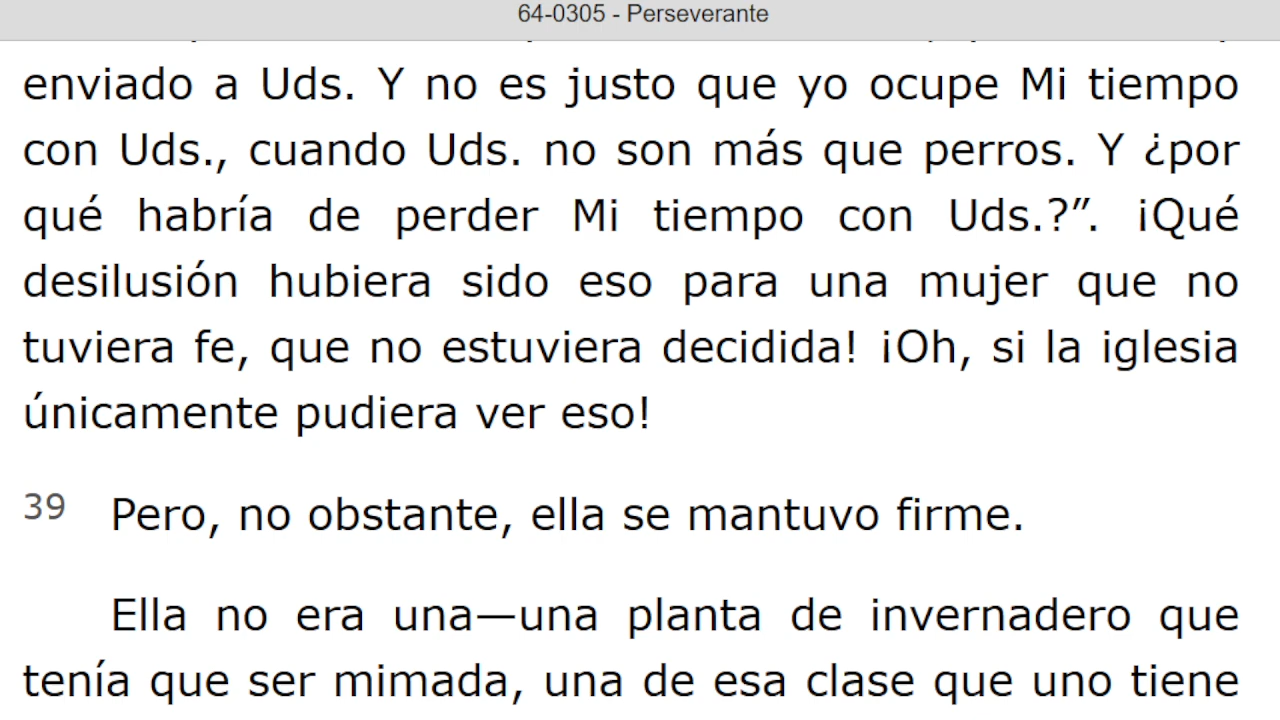 64-0305 - Perseverante
enviado a Uds. Y no es justo que yo ocupe Mi tiempo
con Uds., cuando Uds. no son más que perros. Y ¿por
qué habría de perder Mi tiempo con Uds.?”. ¡Qué
desilusión hubiera sido eso para una mujer que no
tuviera fe, que no estuviera decidida! ¡Oh, si la iglesia
únicamente pudiera ver eso!
39 Pero, no obstante, ella se mantuvo firme.
Ella no era una—una planta de invernadero que
tenía que ser mimada, una de esa clase que uno tiene